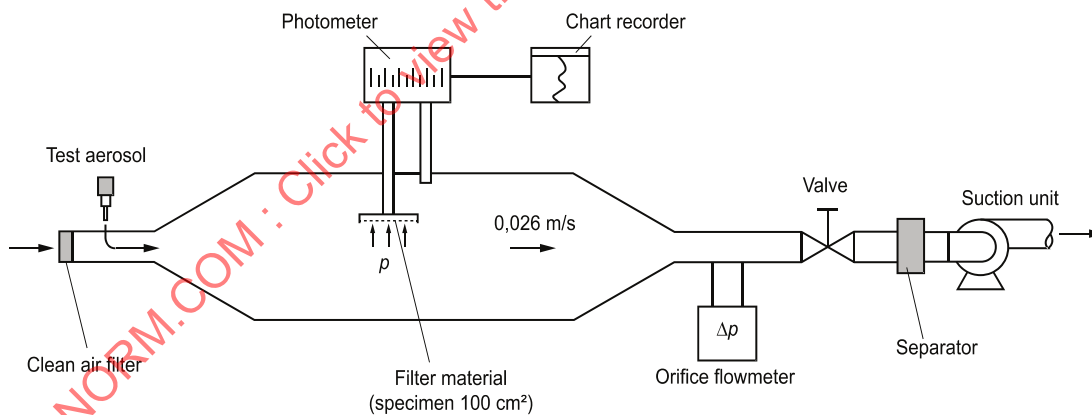 Photometer
Chart recorder
Test aerosol
Valve
Suction unit
0,026 m/s
p
Δp
Clean air filter
Filter material
(specimen 100 cm²)
Orifice flowmeter
Separator
NORM.COM : Click to view th